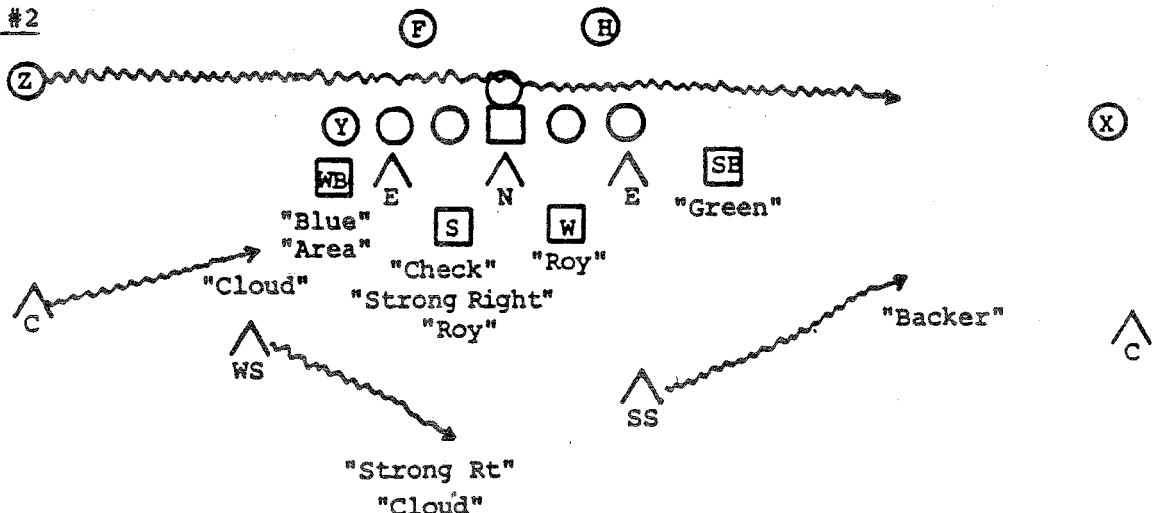 #2
F H
Z
Y X
WB E N E SB
"Blue" "Green"
"Area"
S W
"Check" "Roy"
"Strong Right"
"Roy"
"Cloud"
C WS SS "Backer" C
"Strong Rt"
"Cloud"